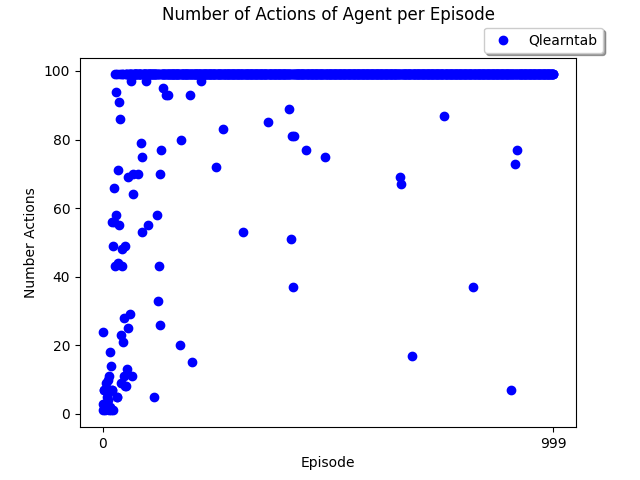 Number of Actions of Agent per Episode
Qlearntab
100
80
60
40
20
0
Number Actions
0 999
Episode